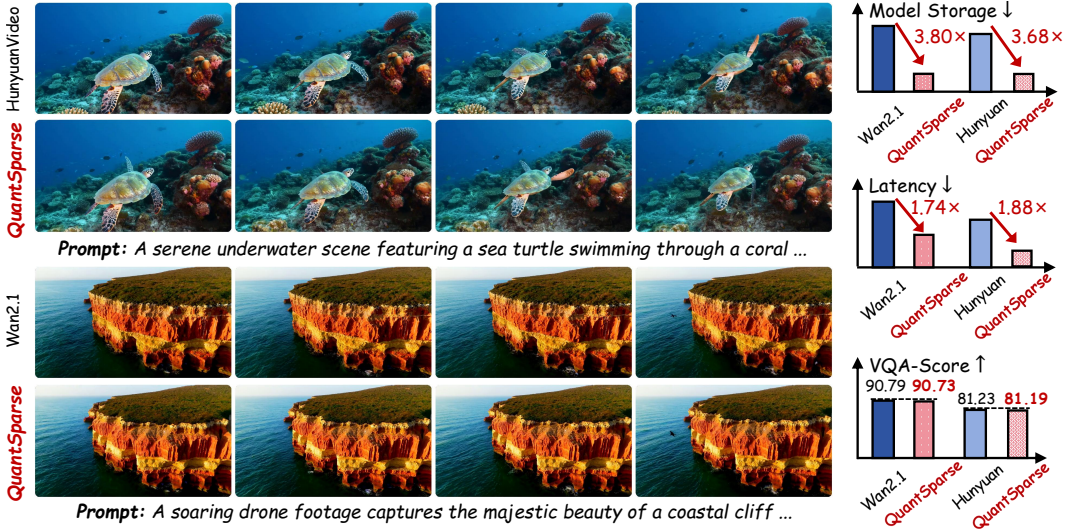 HunyuanVideo
QuantSparse
Prompt: A serene underwater scene featuring a sea turtle swimming through a coral ...
Wan2.1
QuantSparse
Prompt: A soaring drone footage captures the majestic beauty of a coastal cliff ...
Model Storage ↓
3.80× 3.68×
Wan2.1 QuantSparse Hunyuan QuantSparse
Latency ↓
1.74× 1.88×
Wan2.1 QuantSparse Hunyuan QuantSparse
VQA-Score ↑
90.79 90.73
81.23 81.19
Wan2.1 QuantSparse Hunyuan QuantSparse